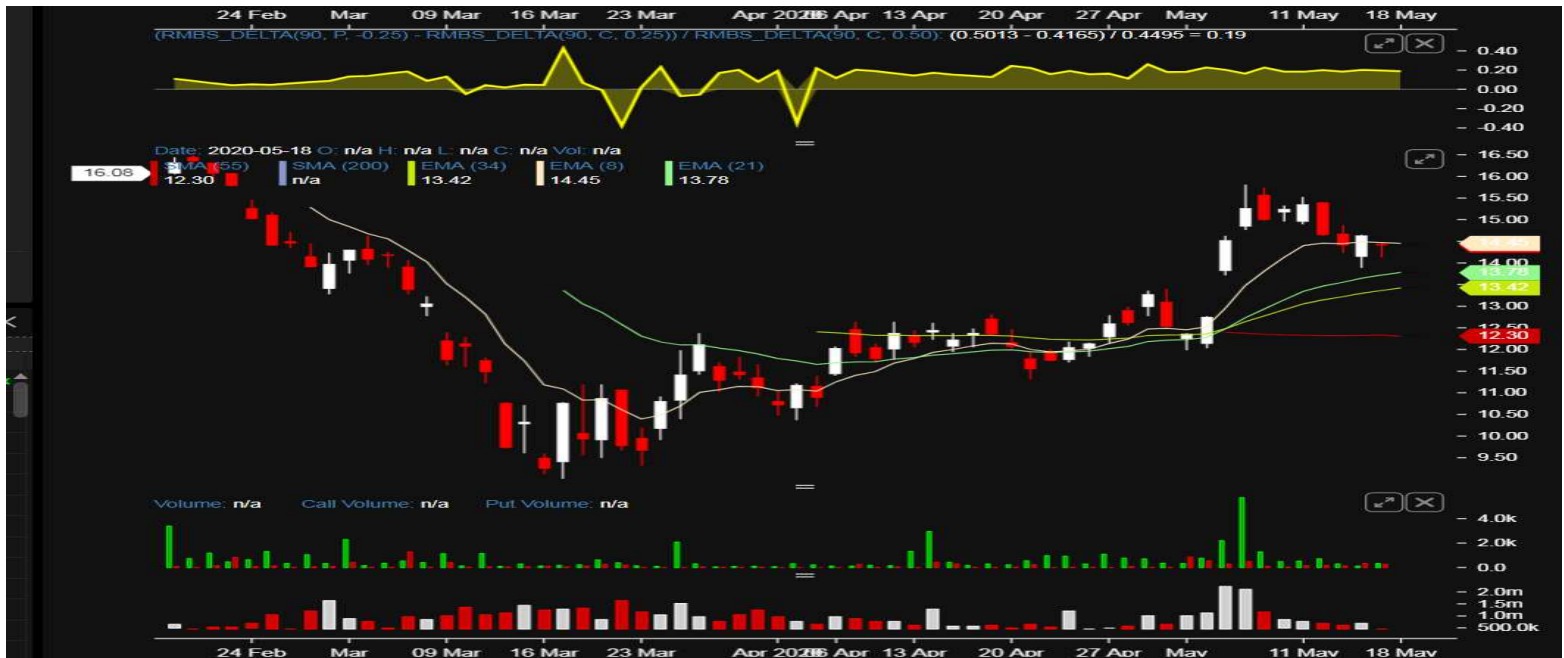 24 Feb Mar 09 Mar 16 Mar 23 Mar Apr 2020 06 Apr 13 Apr 20 Apr 27 Apr May 11 May 18 May
(RMBS_DELTA(90, P, -0.25) - RMBS_DELTA(90, C, 0.25)) / RMBS_DELTA(90, C, 0.50): (0.5013 - 0.4165) / 0.4495 = 0.19
0.40
0.20
0.00
-0.20
-0.40
Date: 2020-05-18 O: n/a H: n/a L: n/a C: n/a Vol: n/a
SMA (55) SMA (200) EMA (34) EMA (8) EMA (21)
12.30 n/a 13.42 14.45 13.78
16.08
16.50
16.00
15.50
15.00
14.45
14.00
13.78
13.42
13.00
12.50
12.30
12.00
11.50
11.00
10.50
10.00
9.50
Volume: n/a Call Volume: n/a Put Volume: n/a
4.0k
2.0k
0.0
2.0m
1.5m
1.0m
500.0k
24 Feb Mar 09 Mar 16 Mar 23 Mar Apr 2020 06 Apr 13 Apr 20 Apr 27 Apr May 11 May 18 May